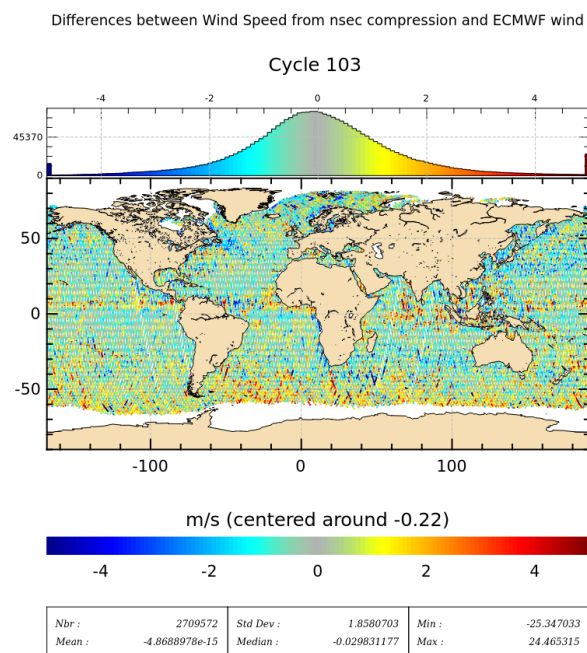 Differences between Wind Speed from nsec compression and ECMWF wind
Cycle 103
-4 -2 0 2 4
45370
0
50
0
-50
-100 0 100
m/s (centered around -0.22)
-4 -2 0 2 4
Nbr : 2709572 Std Dev : 1.8580703 Min : -25.347033
Mean : -4.8688978e-15 Median : -0.029831177 Max : 24.465315